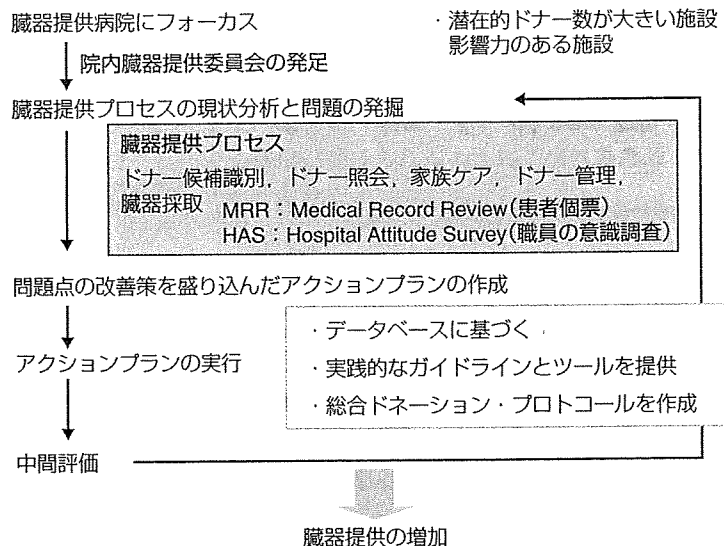 臓器提供病院にフォーカス
・潜在的ドナー数が大きい施設
影響力のある施設
院内臓器提供委員会の発足
臓器提供プロセスの現状分析と問題の発掘
臓器提供プロセス
ドナー候補識別，ドナー照会，家族ケア，ドナー管理，
臓器採取 MRR：Medical Record Review（患者個票）
HAS：Hospital Attitude Survey（職員の意識調査）
問題点の改善策を盛り込んだアクションプランの作成
・データベースに基づく
アクションプランの実行
・実践的なガイドラインとツールを提供
・総合ドネーション・プロトコールを作成
中間評価
臓器提供の増加